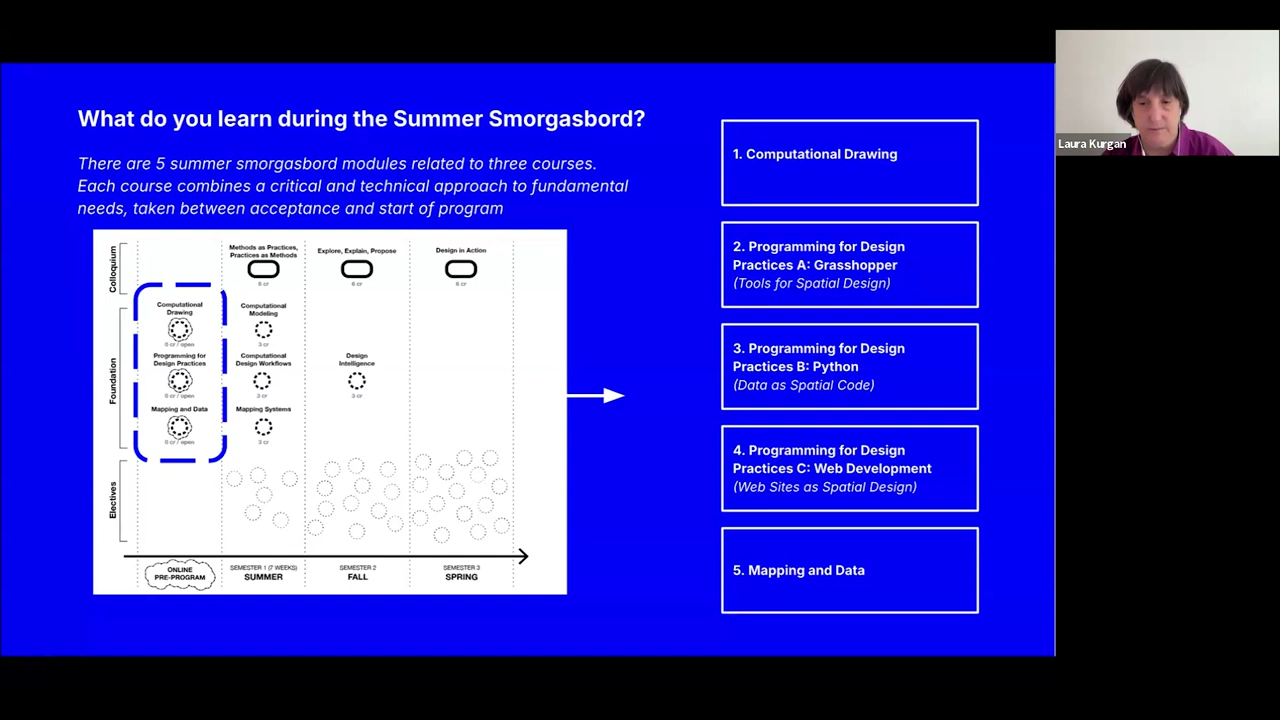 What do you learn during the Summer Smorgasbord?
There are 5 summer smorgasbord modules related to three courses.
Each course combines a critical and technical approach to fundamental
needs, taken between acceptance and start of program
Colloquium
Methods as Practices,
Practices as Methods
6 cr
Explore, Explain, Propose
6 cr
Design in Action
6 cr
Foundation
Computational
Drawing
0 cr / open
Computational
Modeling
3 cr
Programming for
Design Practices
0 cr / open
Computational
Design Workflows
3 cr
Design
Intelligence
3 cr
Mapping and Data
0 cr / open
Mapping Systems
3 cr
Electives
ONLINE
PRE-PROGRAM
SEMESTER 1 (7 WEEKS)
SUMMER
SEMESTER 2
FALL
SEMESTER 3
SPRING
1. Computational Drawing
2. Programming for Design
Practices A: Grasshopper
(Tools for Spatial Design)
3. Programming for Design
Practices B: Python
(Data as Spatial Code)
4. Programming for Design
Practices C: Web Development
(Web Sites as Spatial Design)
5. Mapping and Data
Laura Kurgan